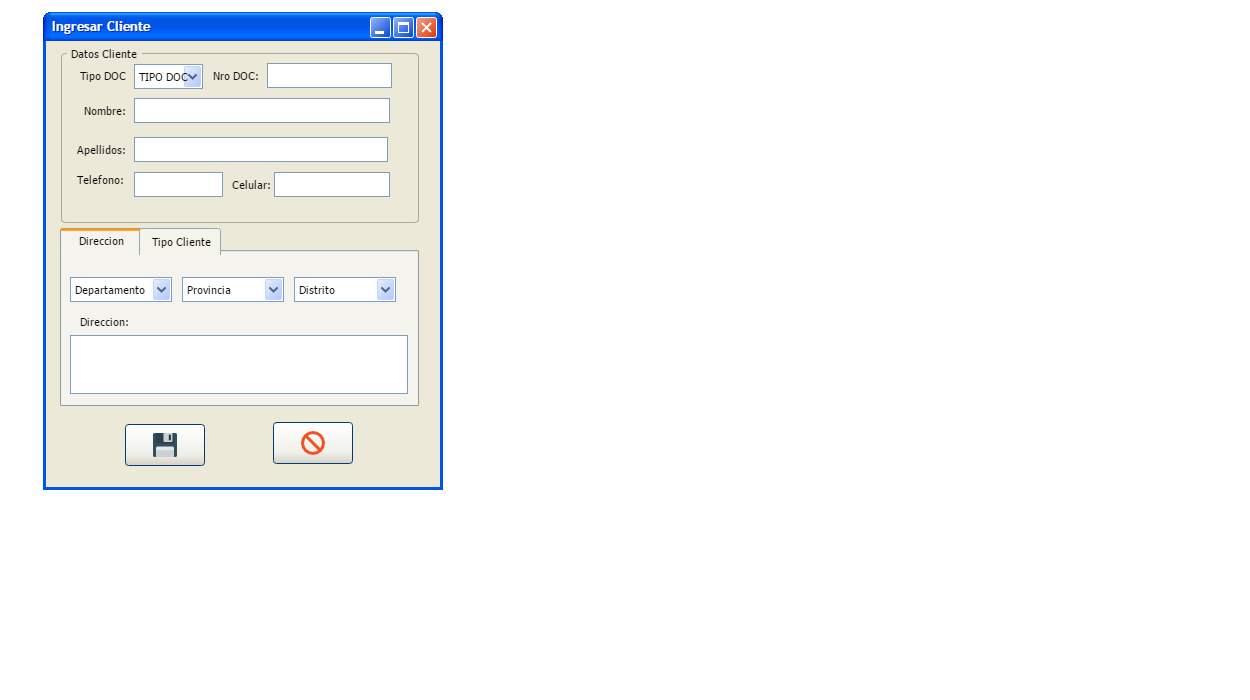 Ingresar Cliente
Datos Cliente
Tipo DOC TIPO DOC Nro DOC:
Nombre:
Apellidos:
Telefono: Celular:
Direccion Tipo Cliente
Departamento Provincia Distrito
Direccion: